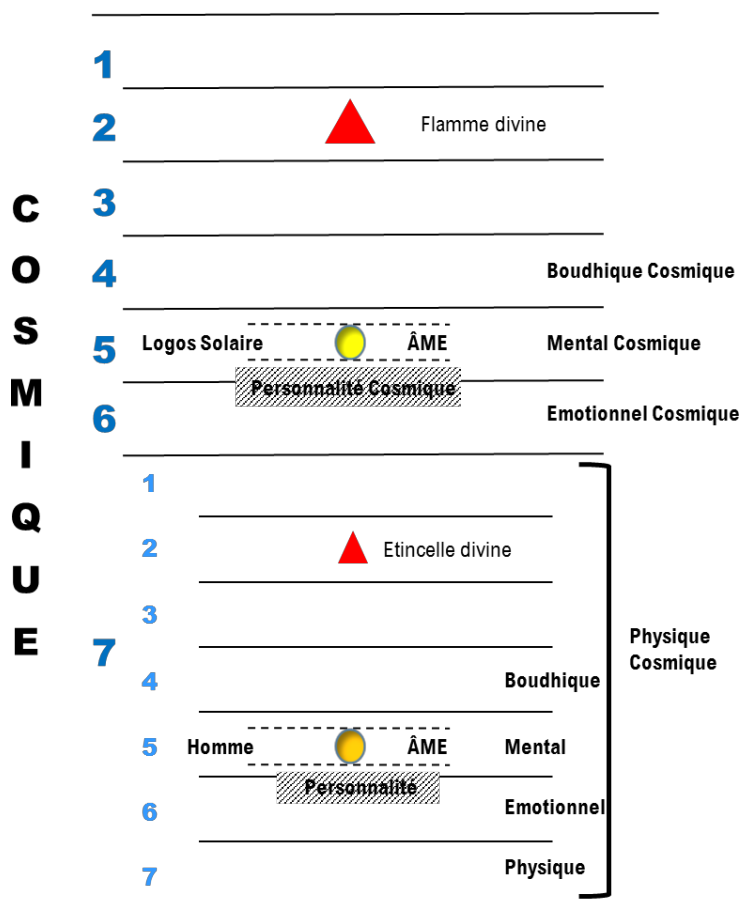 COSMIQUE
1
2 Flamme divine
3
4 Boudhique Cosmique
5 Logos Solaire ÂME Mental Cosmique
Personnalité Cosmique
6 Emotionnel Cosmique
7
1
2 Etincelle divine
3
Physique
Cosmique
4 Boudhique
5 Homme ÂME Mental
Personnalité
6 Emotionnel
7 Physique